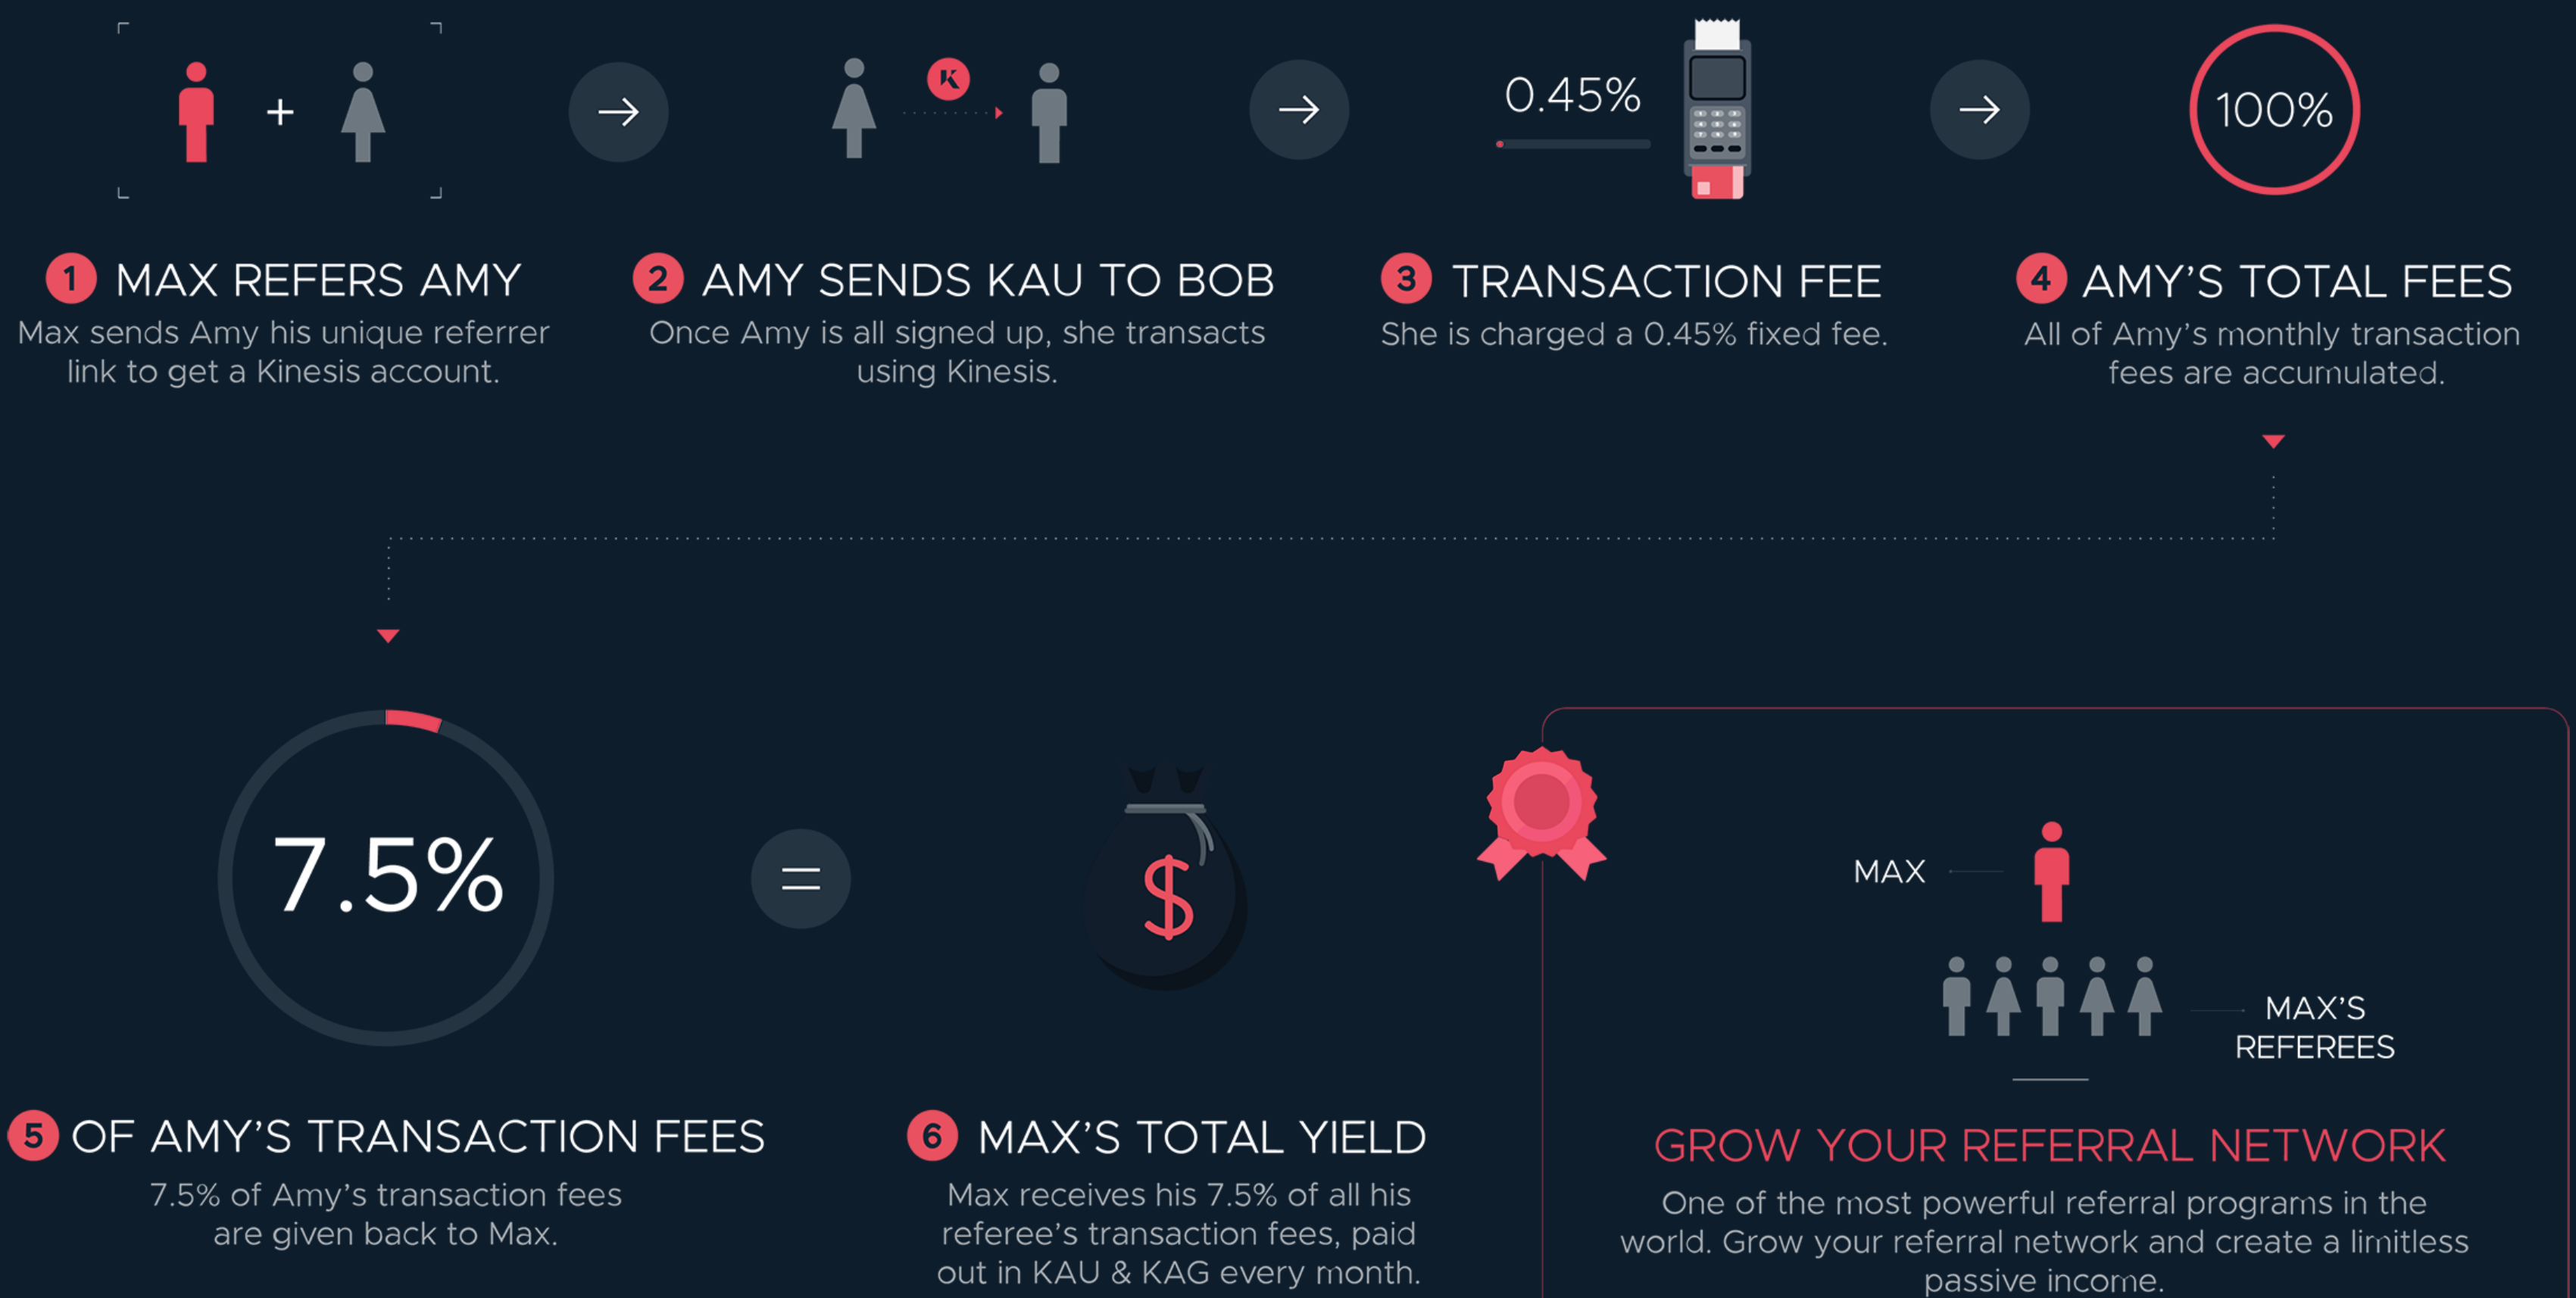 0.45%
100%
1 MAX REFERS AMY
Max sends Amy his unique referrer
link to get a Kinesis account.
2 AMY SENDS KAU TO BOB
Once Amy is all signed up, she transacts
using Kinesis.
3 TRANSACTION FEE
She is charged a 0.45% fixed fee.
4 AMY'S TOTAL FEES
All of Amy's monthly transaction
fees are accumulated.
7.5%
=
$
5 OF AMY'S TRANSACTION FEES
7.5% of Amy's transaction fees
are given back to Max.
6 MAX'S TOTAL YIELD
Max receives his 7.5% of all his
referee's transaction fees, paid
out in KAU & KAG every month.
MAX
MAX'S
REFEREES
GROW YOUR REFERRAL NETWORK
One of the most powerful referral programs in the
world. Grow your referral network and create a limitless
passive income.